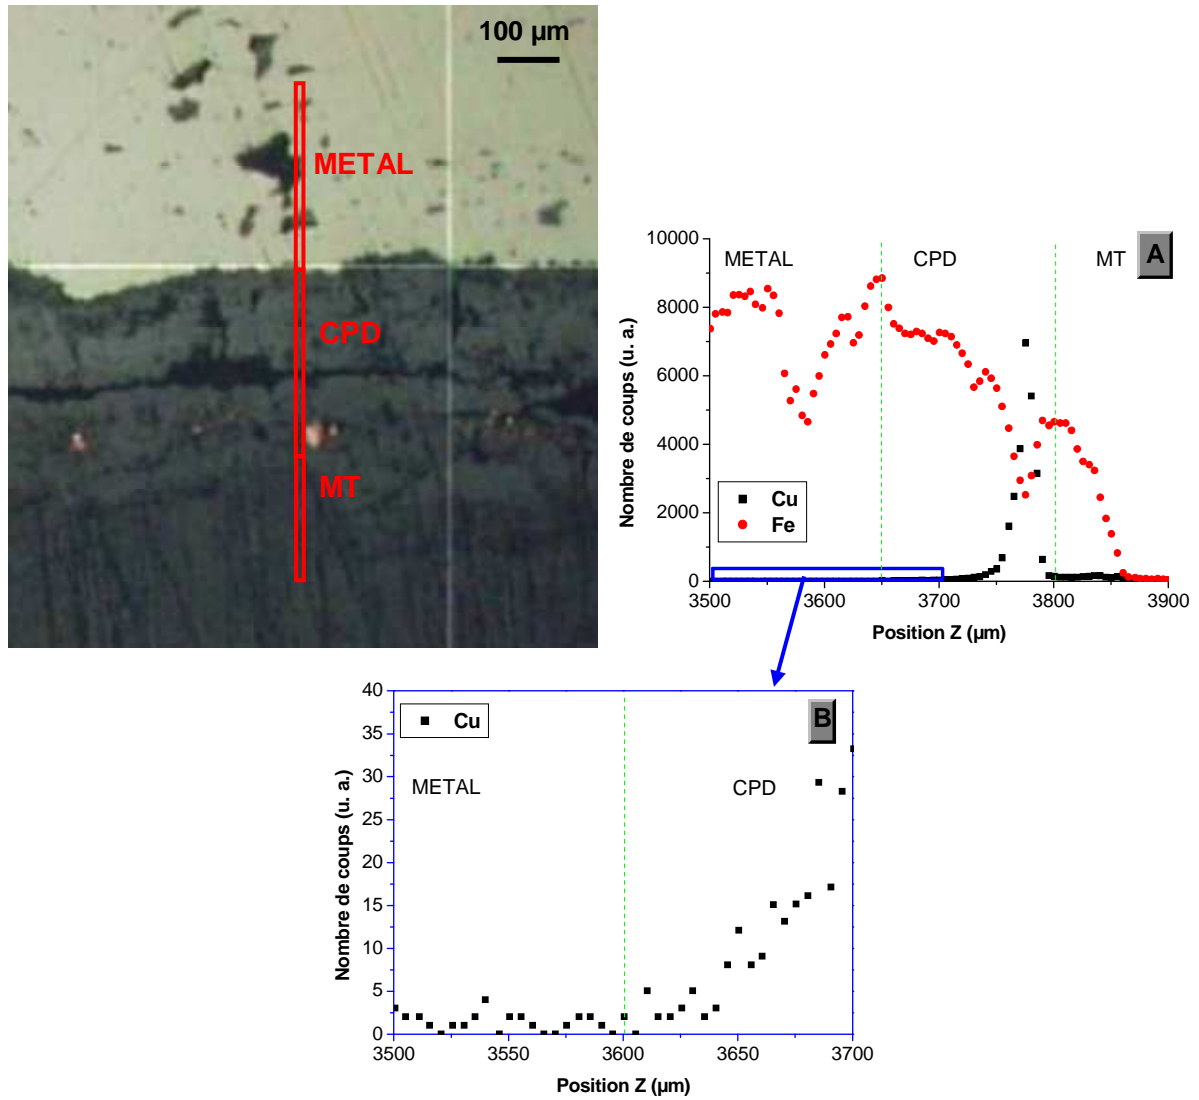 100 µm
METAL
CPD
MT
A
METAL
CPD
MT
10000
8000
6000
4000
2000
0
Nombre de coups (u. a.)
Cu
Fe
3500
3600
3700
3800
3900
Position Z (µm)
B
Cu
METAL
CPD
40
35
30
25
20
15
10
5
0
Nombre de coups (u. a.)
3500
3550
3600
3650
3700
Position Z (µm)